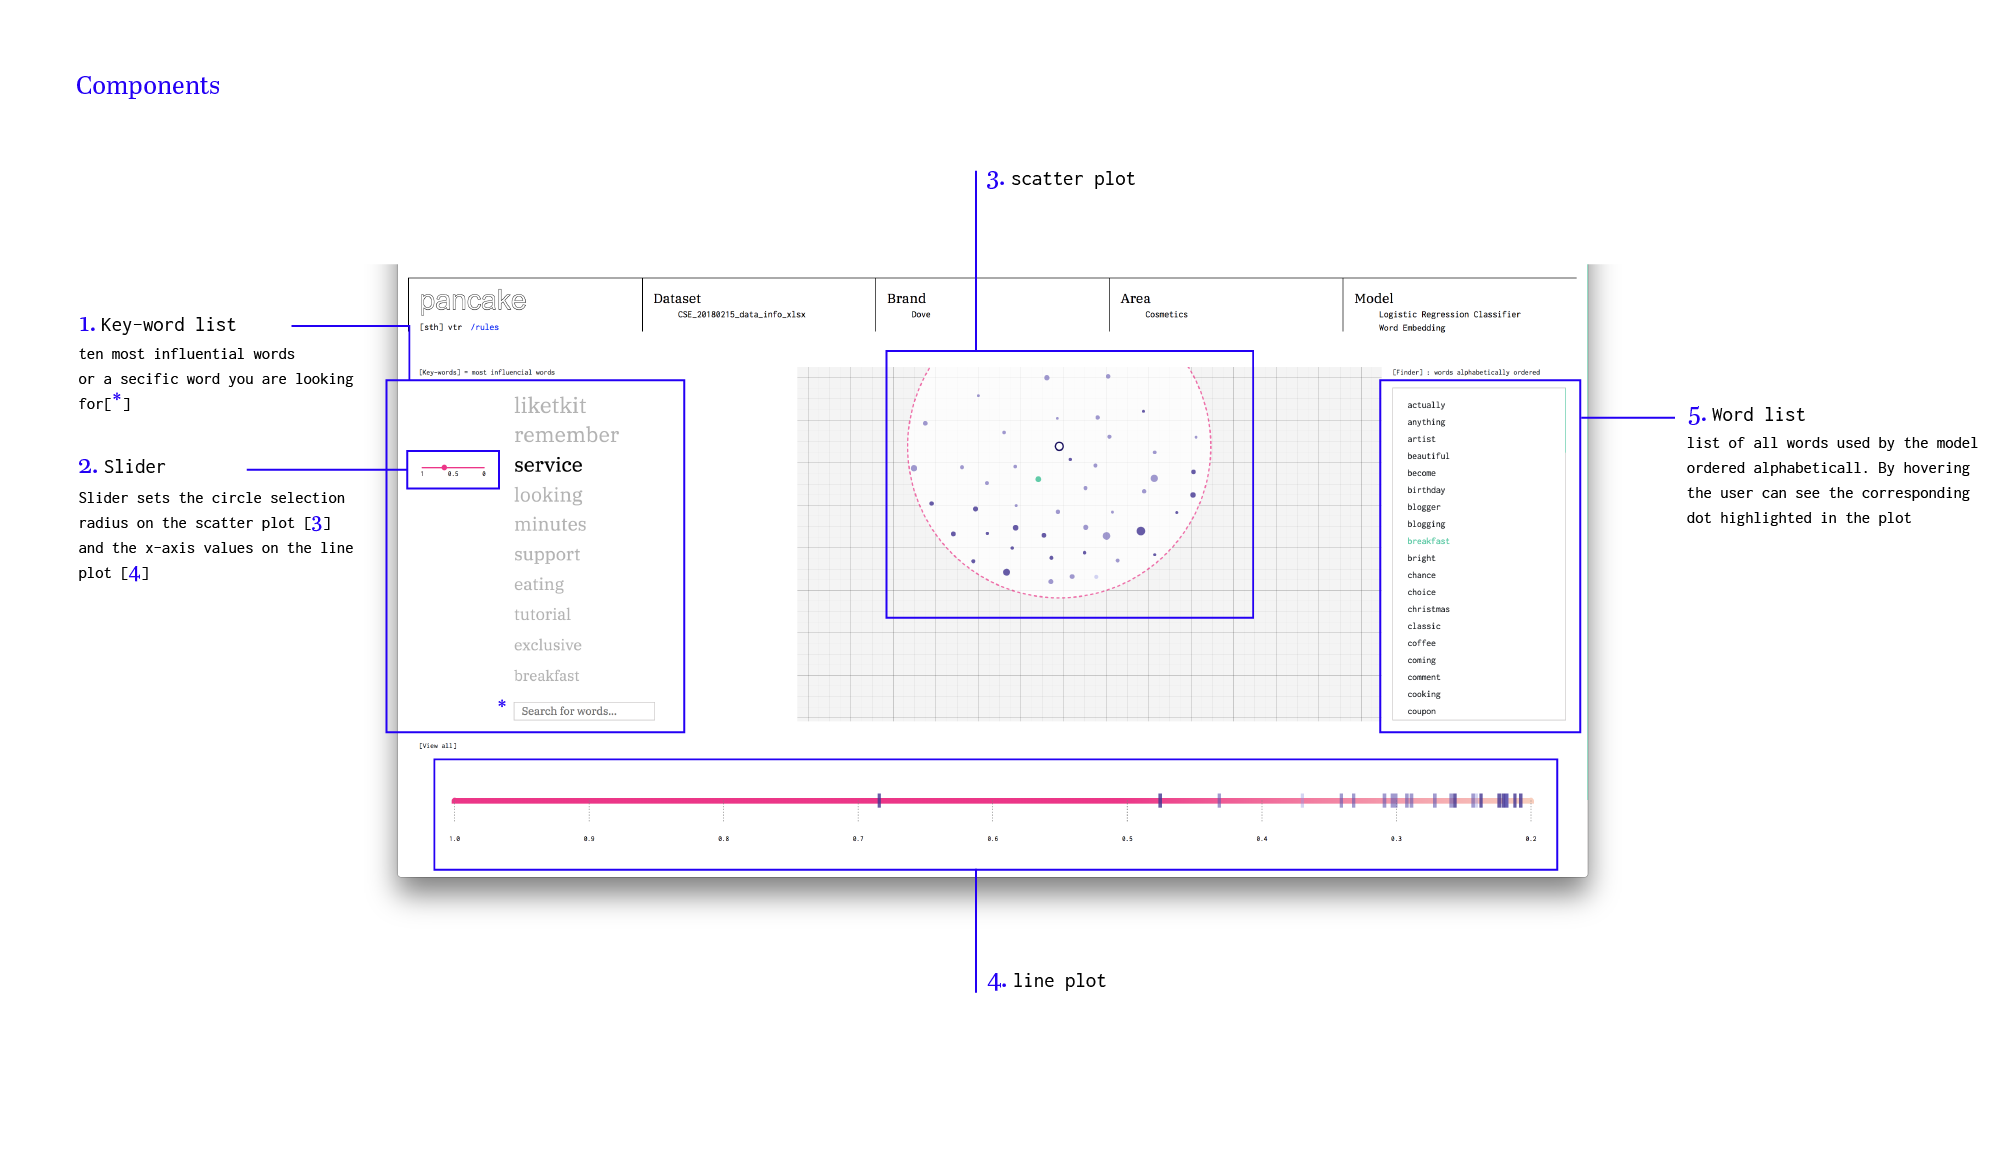 Components
3. scatter plot
pancake
[sth] vtr /rules
Dataset
CSE_20180215_data_info_xlsx
Brand
Dove
Area
Cosmetics
Model
Logistic Regression Classifier
Word Embedding
1. Key-word list
ten most influential words
or a secific word you are looking
for[*]
2. Slider
Slider sets the circle selection
radius on the scatter plot [3]
and the x-axis values on the line
plot [4]
[Key-words] = most influencial words
1 0.5 0
liketkit
remember
service
looking
minutes
support
eating
tutorial
exclusive
breakfast
* Search for words...
[Finder] : words alphabetically ordered
actually
anything
artist
beautiful
become
birthday
blogger
blogging
breakfast
bright
chance
choice
christmas
classic
coffee
coming
comment
cooking
coupon
5. Word list
list of all words used by the model
ordered alphabeticall. By hovering
the user can see the corresponding
dot highlighted in the plot
[View all]
1.0 0.9 0.8 0.7 0.6 0.5 0.4 0.3 0.2
4. line plot